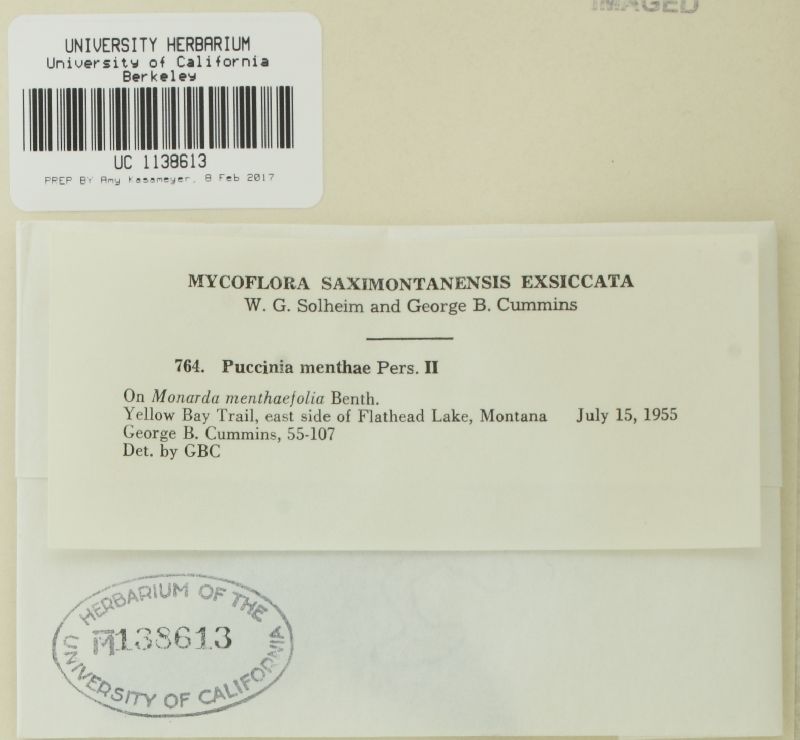 IMAGED
UNIVERSITY HERBARIUM
University of California
Berkeley
UC 1138613
PREP BY Amy Kasameyer, 8 Feb 2017
MYCOFLORA SAXIMONTANENSIS EXSICCATA
W. G. Solheim and George B. Cummins
764. Puccinia menthae Pers. II
On Monarda menthaefolia Benth.
Yellow Bay Trail, east side of Flathead Lake, Montana July 15, 1955
George B. Cummins, 55-107
Det. by GBC
HERBARIUM OF THE
M138613
UNIVERSITY OF CALIFORNIA